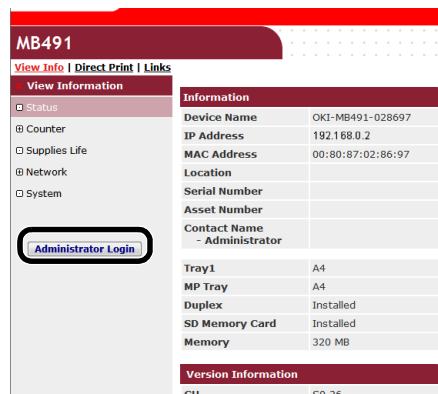 MB491
View Info | Direct Print | Links
View Information
Status
Counter
Supplies Life
Network
System
Administrator Login
Information
Device Name OKI-MB491-028697
IP Address 192.168.0.2
MAC Address 00:80:87:02:86:97
Location
Serial Number
Asset Number
Contact Name
- Administrator
Tray1 A4
MP Tray A4
Duplex Installed
SD Memory Card Installed
Memory 320 MB
Version Information